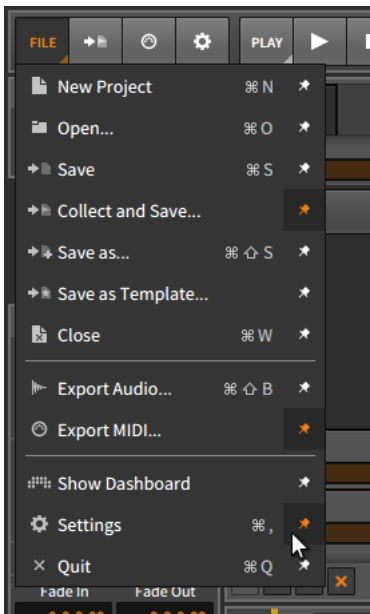 FILE PLAY
New Project ⌘ N
Open... ⌘ O
Save ⌘ S
Collect and Save...
Save as... ⌘ ⇧ S
Save as Template...
Close ⌘ W
Export Audio... ⌘ ⇧ B
Export MIDI...
Show Dashboard
Settings ⌘ ,
Quit ⌘ Q
Fade In Fade Out